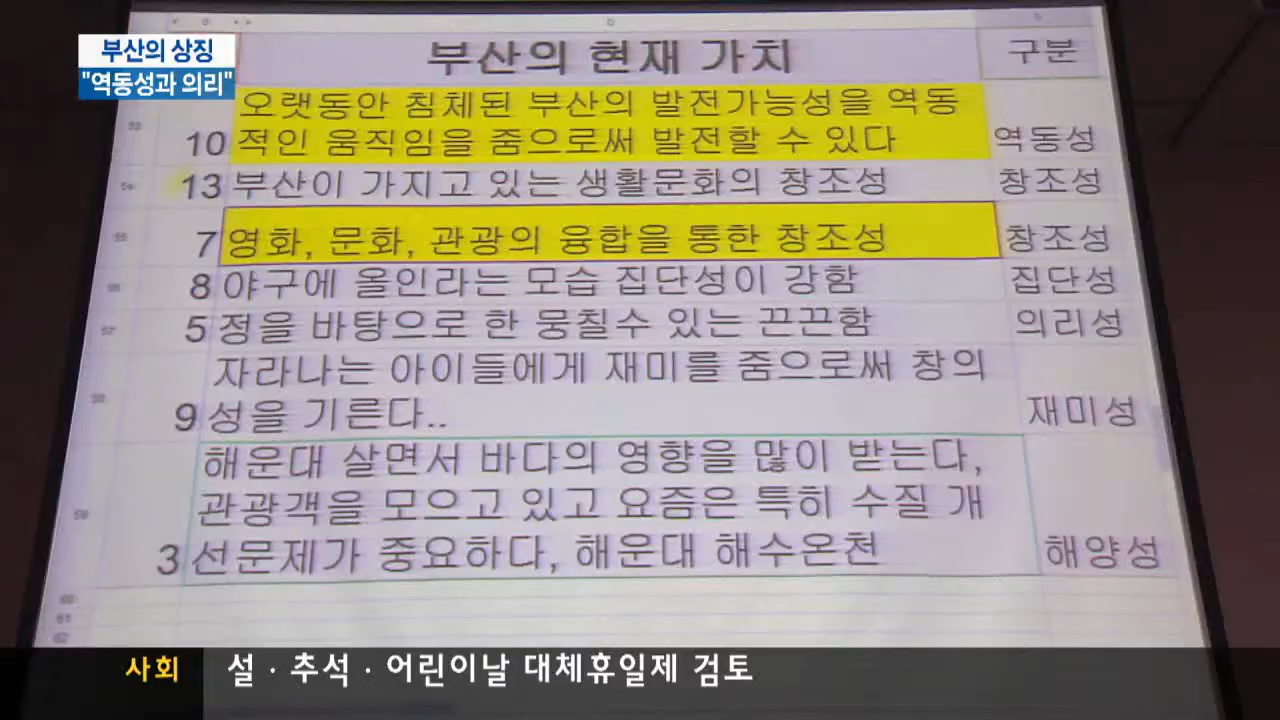 부산의 상징
"역동성과 의리"
부산의 현재 가치 구분
오랫동안 침체된 부산의 발전가능성을 역동
10 적인 움직임을 줌으로써 발전할 수 있다 역동성
13 부산이 가지고 있는 생활문화의 창조성 창조성
7 영화, 문화, 관광의 융합을 통한 창조성 창조성
8 야구에 올인라는 모습 집단성이 강함 집단성
5 정을 바탕으로 한 뭉칠수 있는 끈끈함 의리성
자라나는 아이들에게 재미를 줌으로써 창의
9 성을 기른다.. 재미성
해운대 살면서 바다의 영향을 많이 받는다,
관광객을 모으고 있고 요즘은 특히 수질 개
3 선문제가 중요하다, 해운대 해수온천 해양성
사회 설 · 추석 · 어린이날 대체휴일제 검토